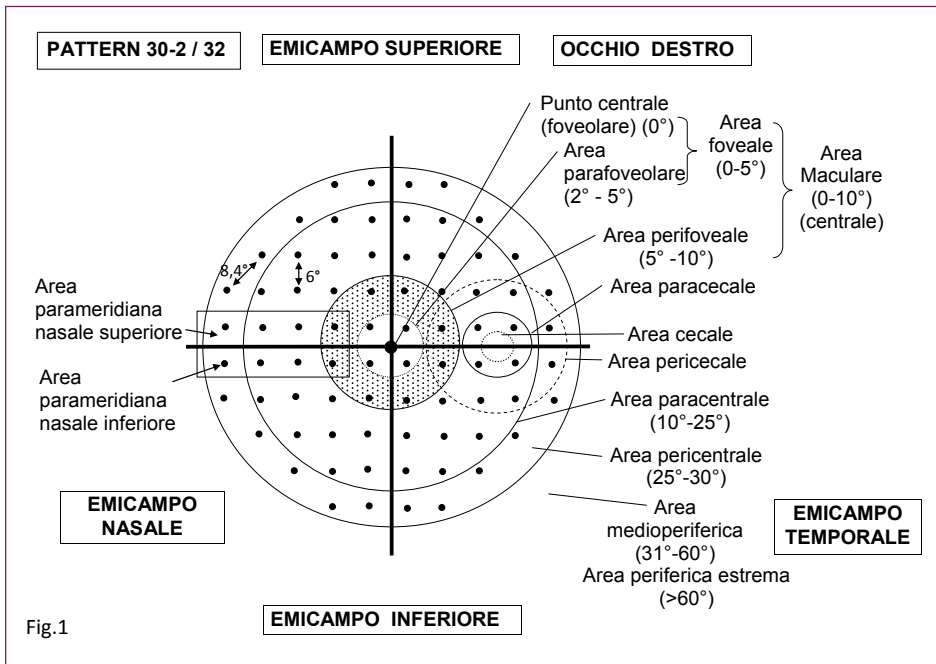 PATTERN 30-2 / 32
EMICAMPO SUPERIORE
OCCHIO DESTRO
Punto centrale
(foveolare) (0°)
Area
parafoveolare
(2° - 5°)
Area
foveale
(0-5°)
Area
Maculare
(0-10°)
(centrale)
Area perifoveale
(5° -10°)
8,4°
6°
Area
parameridiana
nasale superiore
Area paracecale
Area cecale
Area pericecale
Area
parameridiana
nasale inferiore
Area paracentrale
(10°-25°)
Area pericentrale
(25°-30°)
EMICAMPO
NASALE
Area
medioperiferica
(31°-60°)
EMICAMPO
TEMPORALE
Area periferica estrema
(>60°)
EMICAMPO INFERIORE
Fig.1